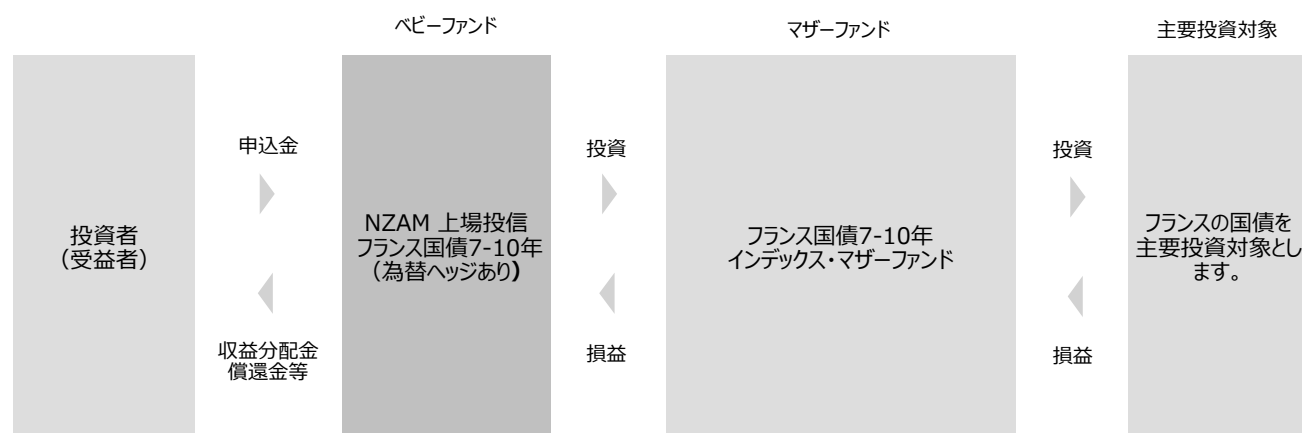 ベビーファンド
マザーファンド
主要投資対象
投資者
（受益者）
申込金
収益分配金
償還金等
NZAM 上場投信
フランス国債7-10年
（為替ヘッジあり）
投資
損益
フランス国債7-10年
インデックス・マザーファンド
投資
損益
フランスの国債を
主要投資対象とし
ます。